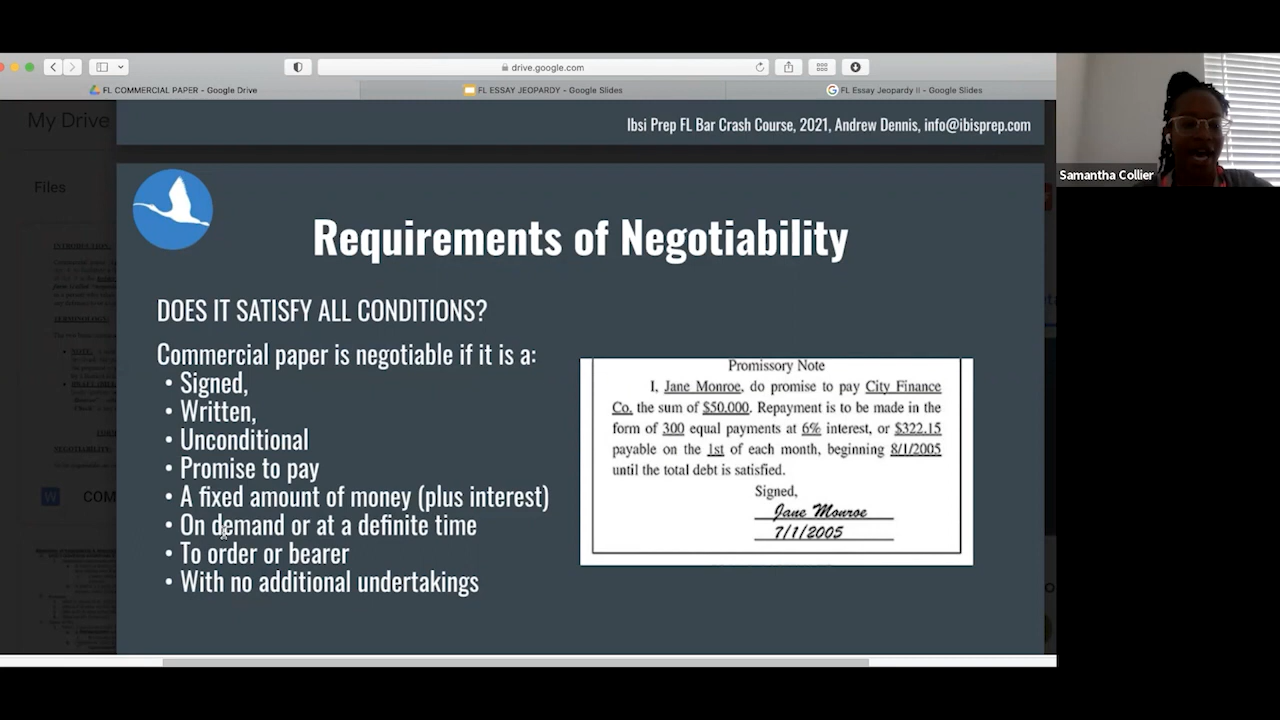 drive.google.com
FL COMMERCIAL PAPER - Google Drive
FL ESSAY JEOPARDY - Google Slides
FL Essay Jeopardy II - Google Slides
My Drive
Ibsi Prep FL Bar Crash Course, 2021, Andrew Dennis, info@ibisprep.com
Samantha Collier
Files
Requirements of Negotiability
DOES IT SATISFY ALL CONDITIONS?
Commercial paper is negotiable if it is a:
• Signed,
• Written,
• Unconditional
• Promise to pay
• A fixed amount of money (plus interest)
• On demand or at a definite time
• To order or bearer
• With no additional undertakings
Promissory Note
I, Jane Monroe, do promise to pay City Finance
Co. the sum of $50,000. Repayment is to be made in the
form of 300 equal payments at 6% interest, or $322.15
payable on the 1st of each month, beginning 8/1/2005
until the total debt is satisfied.
Signed,
Jane Monroe
7/1/2005
W
COM